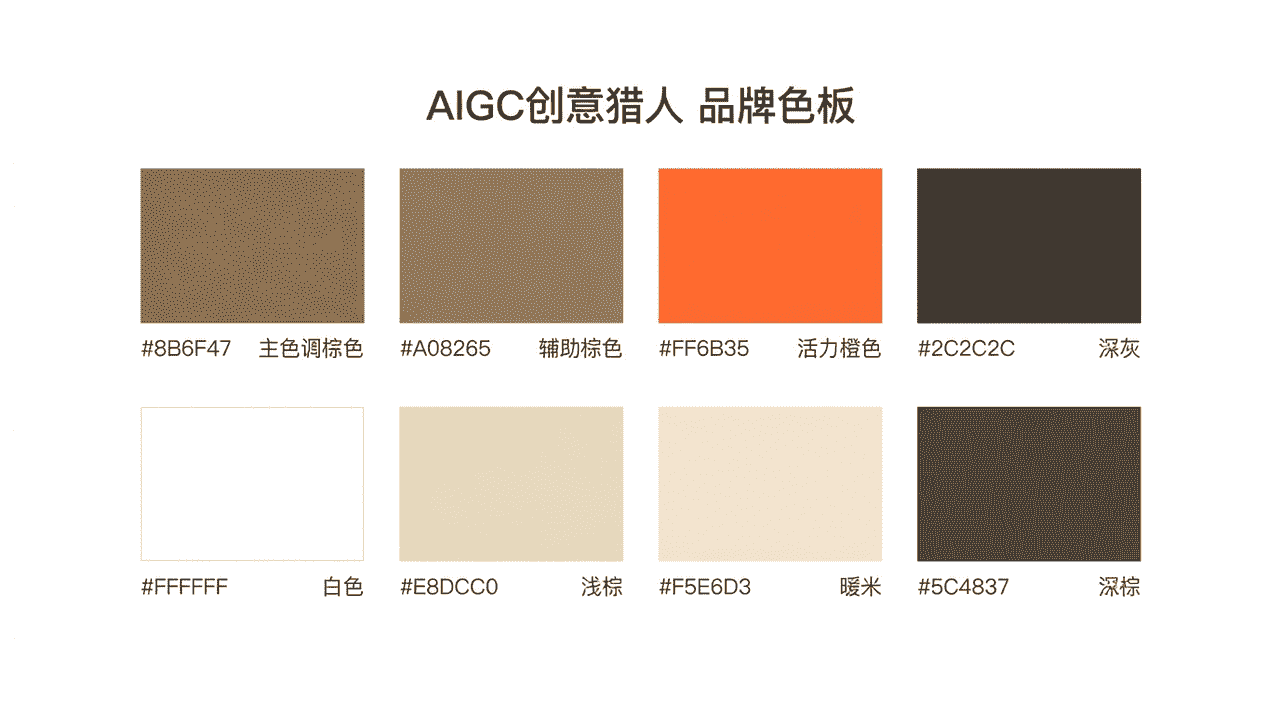 AIGC创意猎人 品牌色板
#8B6F47 主色调棕色
#A08265 辅助棕色
#FF6B35 活力橙色
#2C2C2C 深灰
#FFFFFF 白色
#E8DCC0 浅棕
#F5E6D3 暖米
#5C4837 深棕